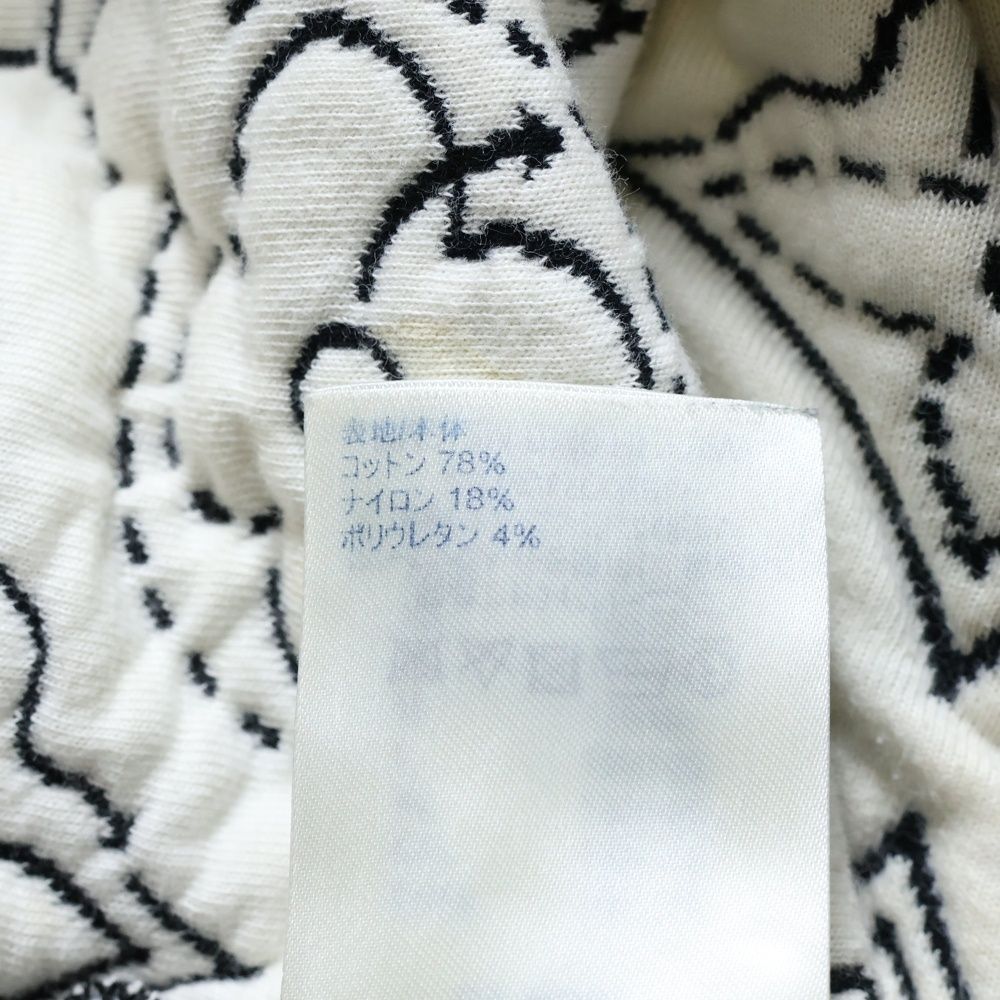 表地/本体
コットン 78%
ナイロン 18%
ポリウレタン 4%